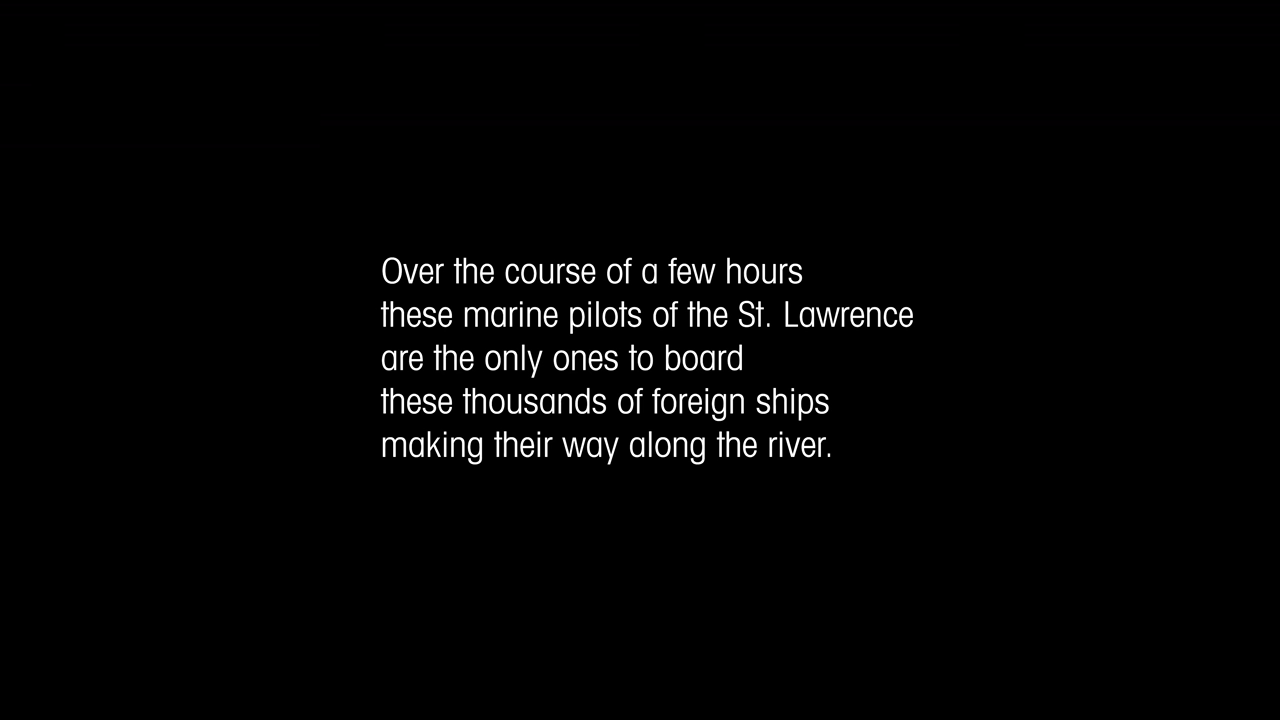 Over the course of a few hours
these marine pilots of the St. Lawrence
are the only ones to board
these thousands of foreign ships
making their way along the river.